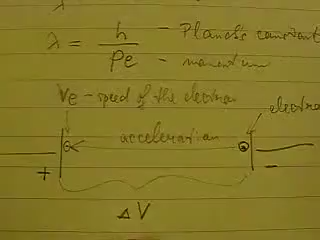 λ
λ = h / Pe – Planck's constant
– momentum
Ve – speed of the electron
electron
acceleration
+ –
ΔV